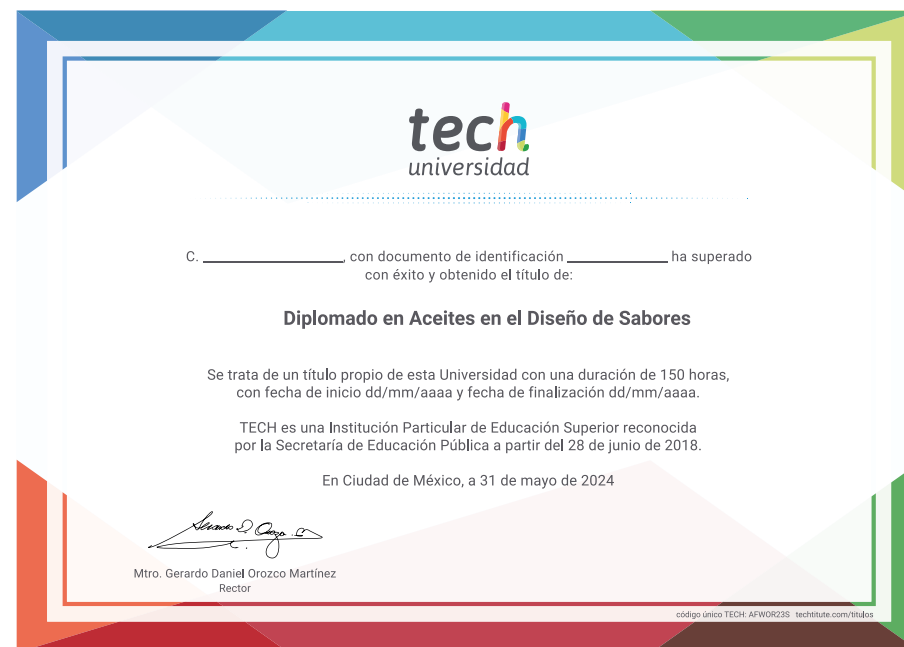 tech
universidad
C. ____________, con documento de identificación ____________ ha superado
con éxito y obtenido el título de:
Diplomado en Aceites en el Diseño de Sabores
Se trata de un título propio de esta Universidad con una duración de 150 horas,
con fecha de inicio dd/mm/aaaa y fecha de finalización dd/mm/aaaa.
TECH es una Institución Particular de Educación Superior reconocida
por la Secretaría de Educación Pública a partir del 28 de junio de 2018.
En Ciudad de México, a 31 de mayo de 2024
Mtro. Gerardo Daniel Orozco Martínez
Rector
código único TECH: AFWOR23S techtitute.com/titulos